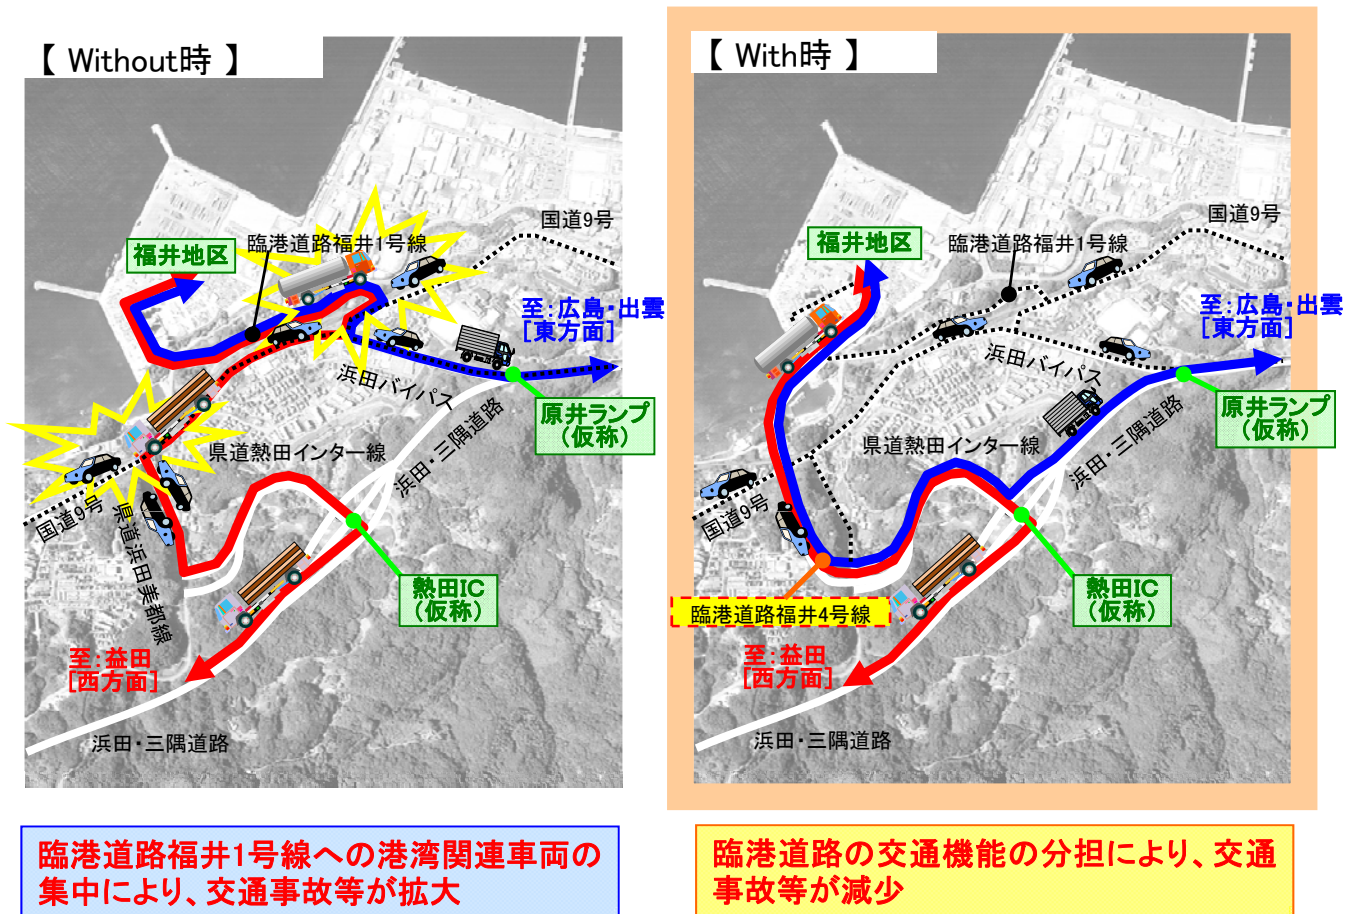 【 Without時 】
国道9号
臨港道路福井1号線
福井地区
至:広島・出雲
[東方面]
浜田バイパス
原井ランプ
(仮称)
県道熱田インター線
浜田・三隅道路
国道9号
県道浜田美都線
熱田IC
(仮称)
至:益田
[西方面]
浜田・三隅道路
臨港道路福井1号線への港湾関連車両の
集中により、交通事故等が拡大
【 With時 】
国道9号
臨港道路福井1号線
福井地区
至:広島・出雲
[東方面]
浜田バイパス
原井ランプ
(仮称)
県道熱田インター線
浜田・三隅道路
国道9号
熱田IC
(仮称)
臨港道路福井4号線
至:益田
[西方面]
浜田・三隅道路
臨港道路の交通機能の分担により、交通
事故等が減少